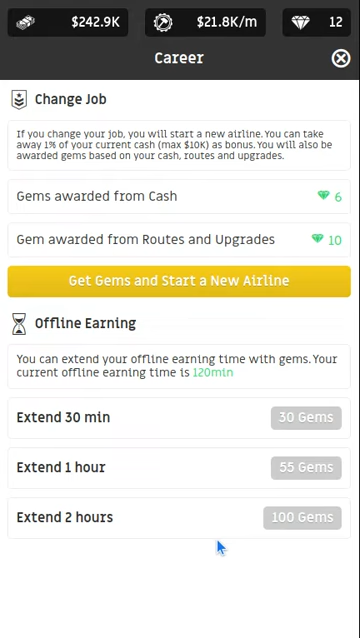 $242.9K $21.8K/m 12
Career
Change Job
If you change your job, you will start a new airline. You can take
away 1% of your current cash (max $10K) as bonus. You will also be
awarded gems based on your cash, routes and upgrades.
Gems awarded from Cash 6
Gem awarded from Routes and Upgrades 10
Get Gems and Start a New Airline
Offline Earning
You can extend your offline earning time with gems. Your
current offline earning time is 120min
Extend 30 min 30 Gems
Extend 1 hour 55 Gems
Extend 2 hours 100 Gems